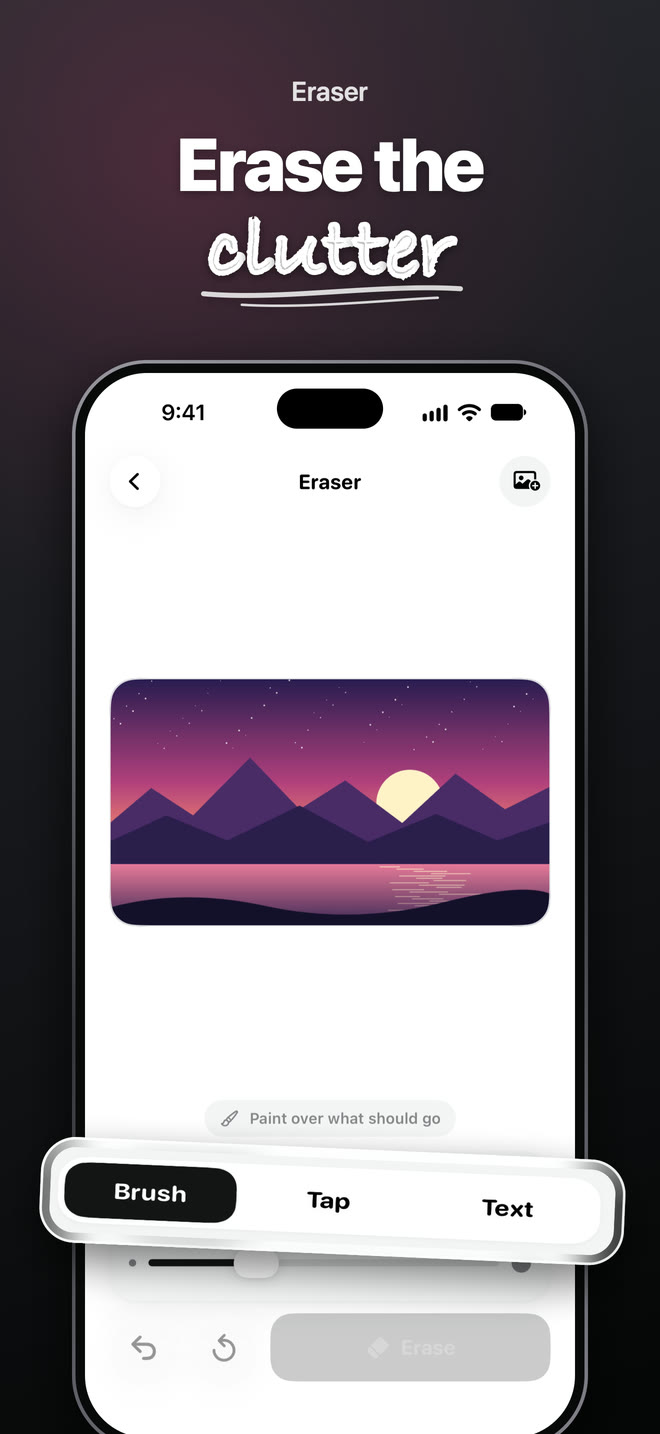 Eraser
Erase the
clutter
9:41
Eraser
Paint over what should go
Brush
Tap
Text
Erase